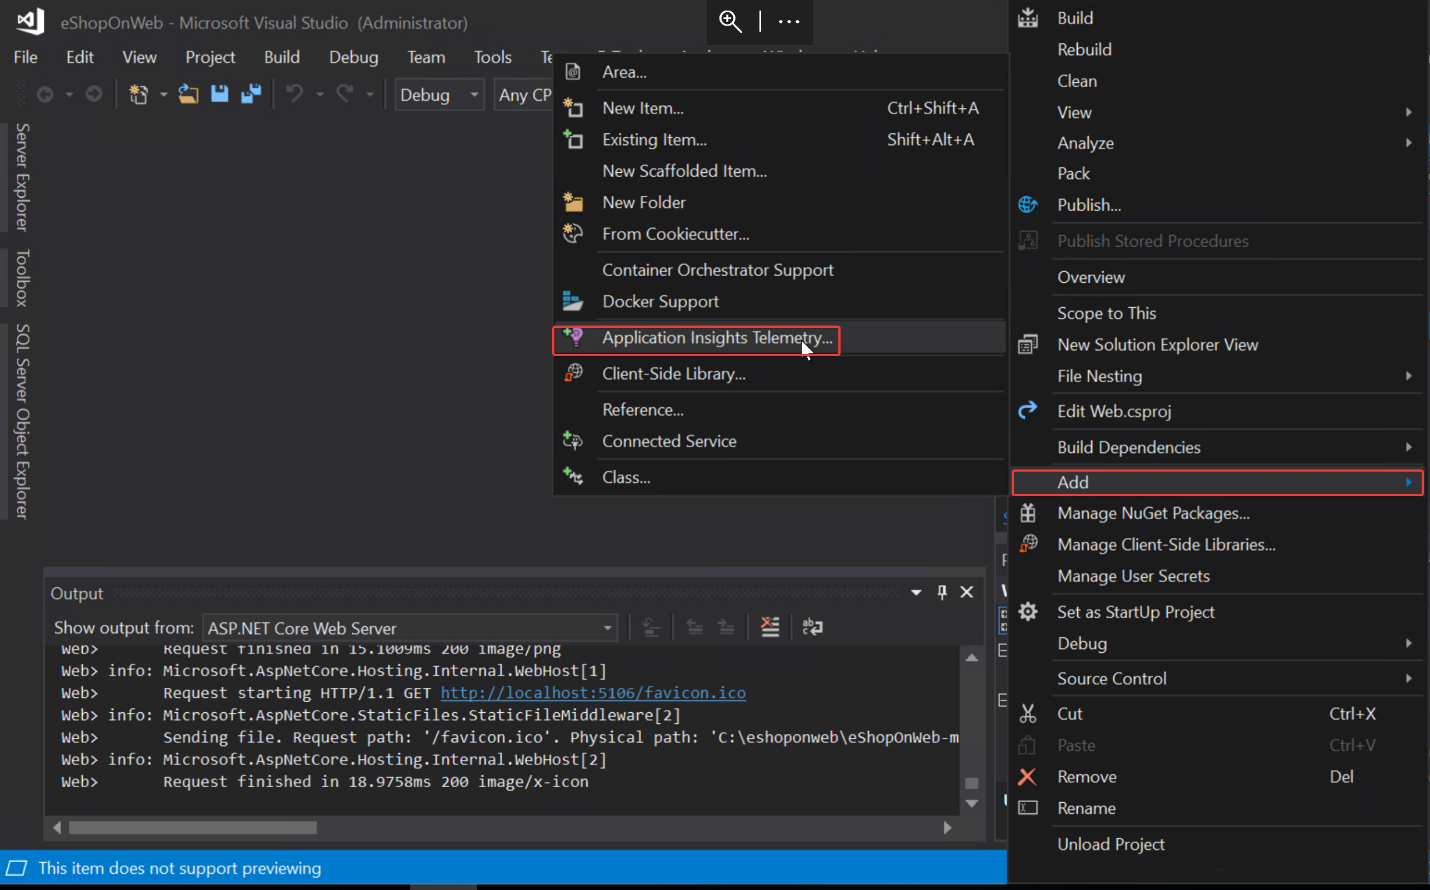 eShopOnWeb - Microsoft Visual Studio (Administrator)
File Edit View Project Build Debug Team Tools
Debug
Any CP
Server Explorer
Toolbox
SQL Server Object Explorer
Area...
New Item... Ctrl+Shift+A
Existing Item... Shift+Alt+A
New Scaffolded Item...
New Folder
From Cookiecutter...
Container Orchestrator Support
Docker Support
Application Insights Telemetry...
Client-Side Library...
Reference...
Connected Service
Class...
Build
Rebuild
Clean
View
Analyze
Pack
Publish...
Publish Stored Procedures
Overview
Scope to This
New Solution Explorer View
File Nesting
Edit Web.csproj
Build Dependencies
Add
Manage NuGet Packages...
Manage Client-Side Libraries...
Manage User Secrets
Set as StartUp Project
Debug
Source Control
Cut Ctrl+X
Paste Ctrl+V
Remove Del
Rename
Unload Project
Output
Show output from: ASP.NET Core Web Server
Web> Request finished in 15.1009ms 200 image/png
Web> info: Microsoft.AspNetCore.Hosting.Internal.WebHost[1]
Web> Request starting HTTP/1.1 GET http://localhost:5106/favicon.ico
Web> info: Microsoft.AspNetCore.StaticFiles.StaticFileMiddleware[2]
Web> Sending file. Request path: '/favicon.ico'. Physical path: 'C:\eshoponweb\eShopOnWeb-m
Web> info: Microsoft.AspNetCore.Hosting.Internal.WebHost[2]
Web> Request finished in 18.9758ms 200 image/x-icon
This item does not support previewing